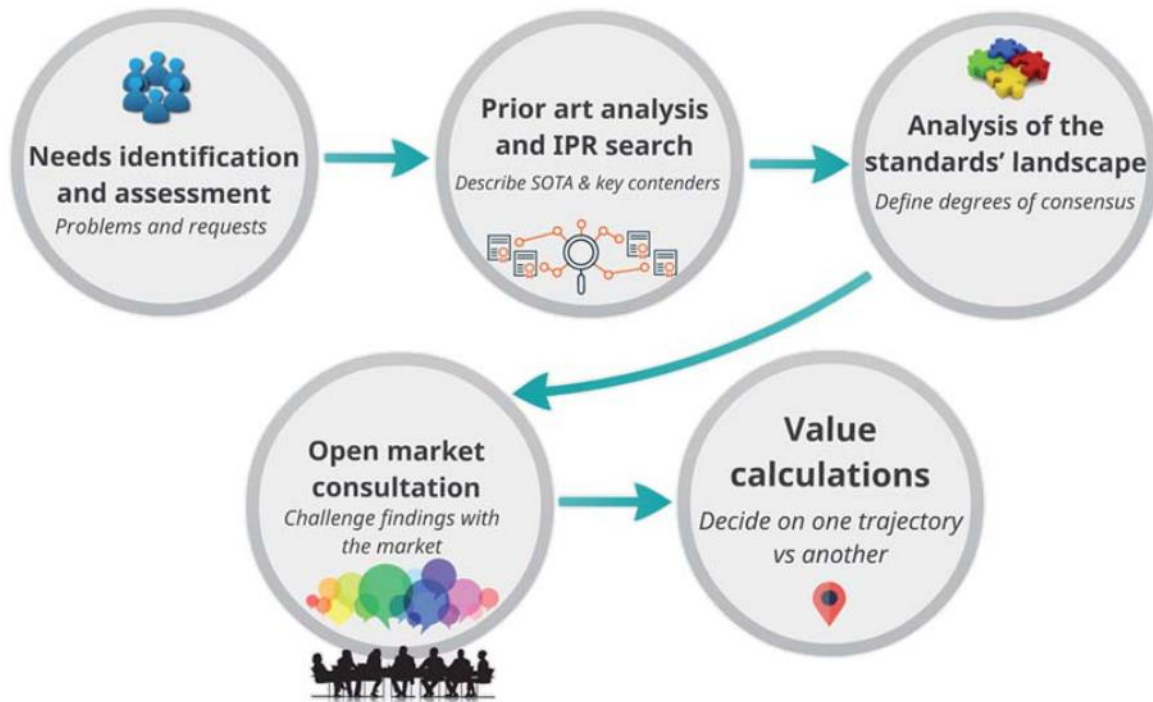 Needs identification
and assessment
Problems and requests
Prior art analysis
and IPR search
Describe SOTA & key contenders
Analysis of the
standards’ landscape
Define degrees of consensus
Open market
consultation
Challenge findings with
the market
Value
calculations
Decide on one trajectory
vs another